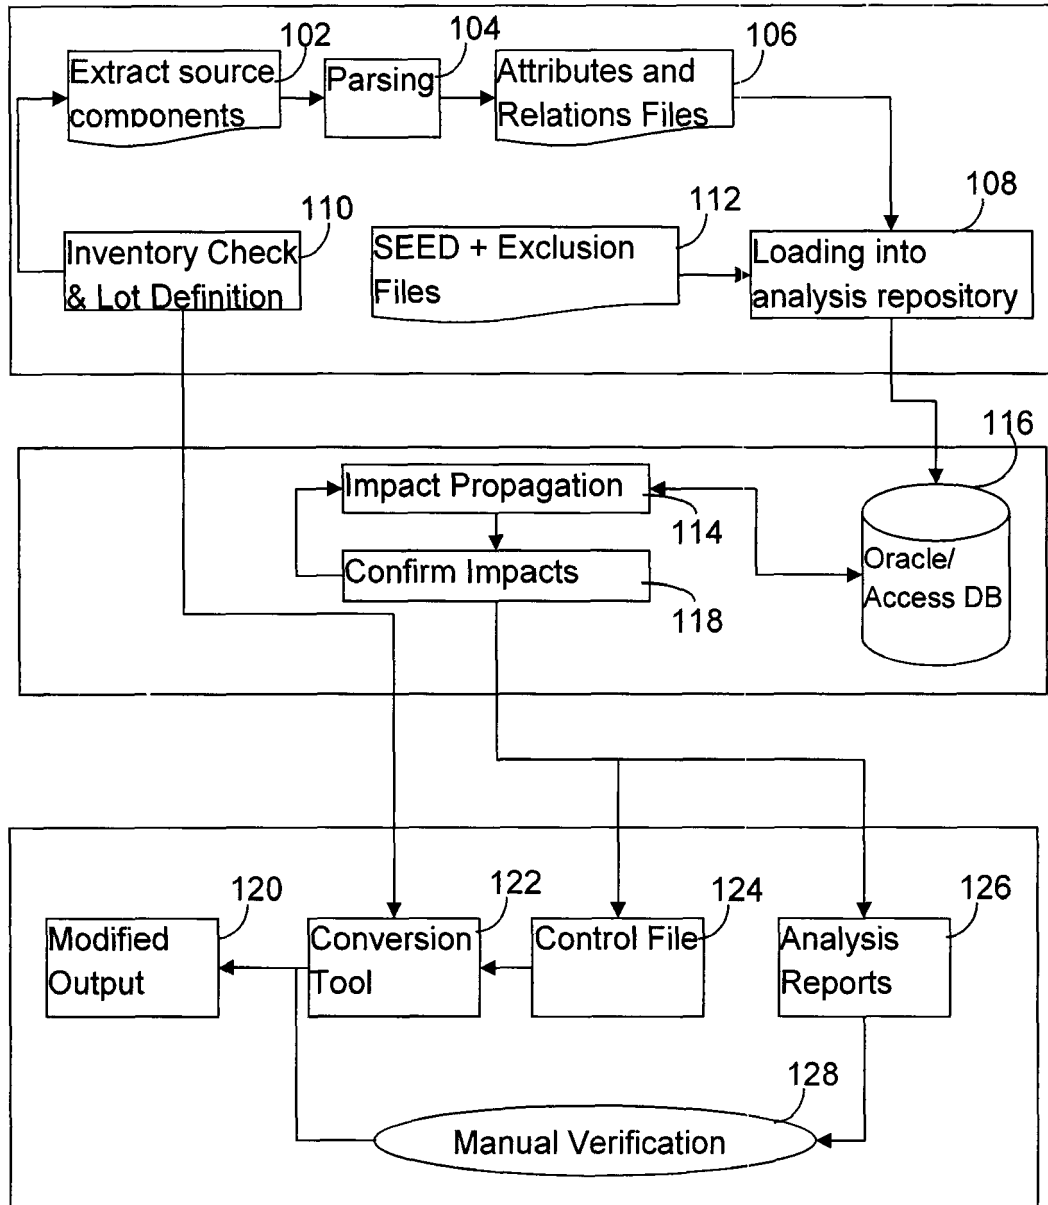 102
104
106
Extract source
components
Parsing
Attributes and
Relations Files
110
112
108
Inventory Check
& Lot Definition
SEED + Exclusion
Files
Loading into
analysis repository
116
Impact Propagation
114
Confirm Impacts
118
Oracle/
Access DB
120
122
124
126
Modified
Output
Conversion
Tool
Control File
Analysis
Reports
128
Manual Verification